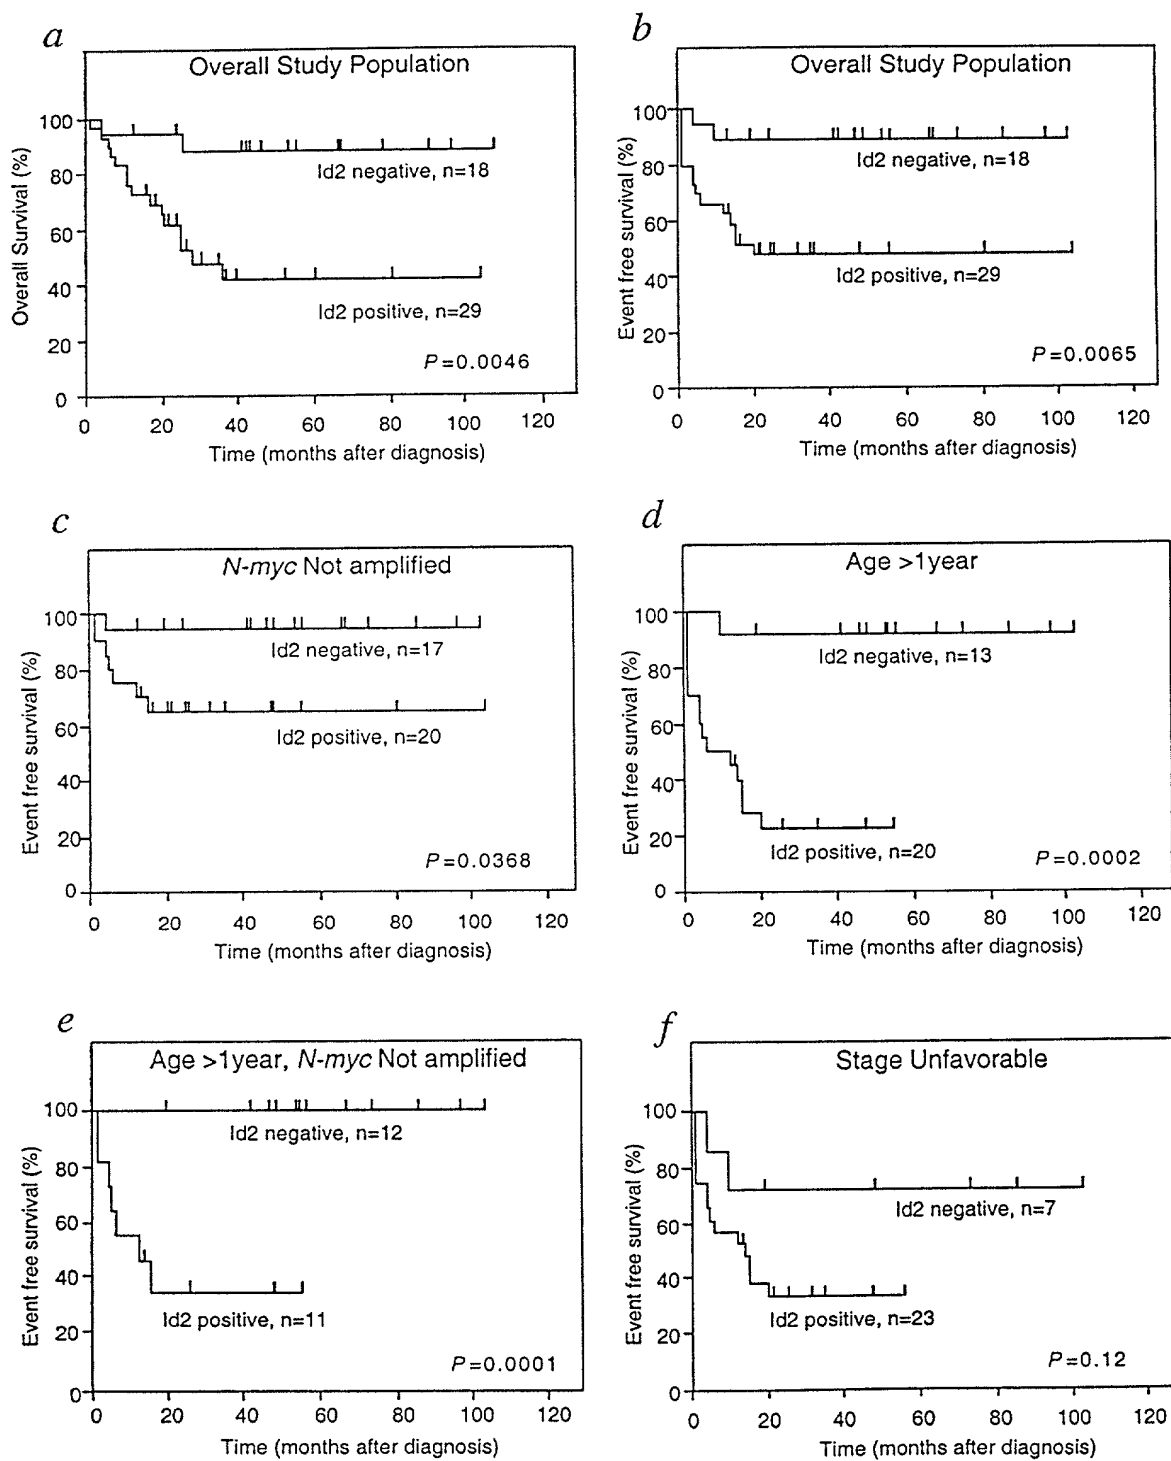 a
Overall Study Population
Overall Survival (%)
100
80
60
40
20
0
Id2 negative, n=18
Id2 positive, n=29
P=0.0046
0 20 40 60 80 100 120
Time (months after diagnosis)
b
Overall Study Population
Event free survival (%)
100
80
60
40
20
0
Id2 negative, n=18
Id2 positive, n=29
P=0.0065
0 20 40 60 80 100 120
Time (months after diagnosis)
c
N-myc Not amplified
Event free survival (%)
100
80
60
40
20
0
Id2 negative, n=17
Id2 positive, n=20
P=0.0368
0 20 40 60 80 100 120
Time (months after diagnosis)
d
Age >1year
Event free survival (%)
100
80
60
40
20
0
Id2 negative, n=13
Id2 positive, n=20
P=0.0002
0 20 40 60 80 100 120
Time (months after diagnosis)
e
Age >1year, N-myc Not amplified
Event free survival (%)
100
80
60
40
20
0
Id2 negative, n=12
Id2 positive, n=11
P=0.0001
0 20 40 60 80 100 120
Time (months after diagnosis)
f
Stage Unfavorable
Event free survival (%)
100
80
60
40
20
0
Id2 negative, n=7
Id2 positive, n=23
P=0.12
0 20 40 60 80 100 120
Time (months after diagnosis)